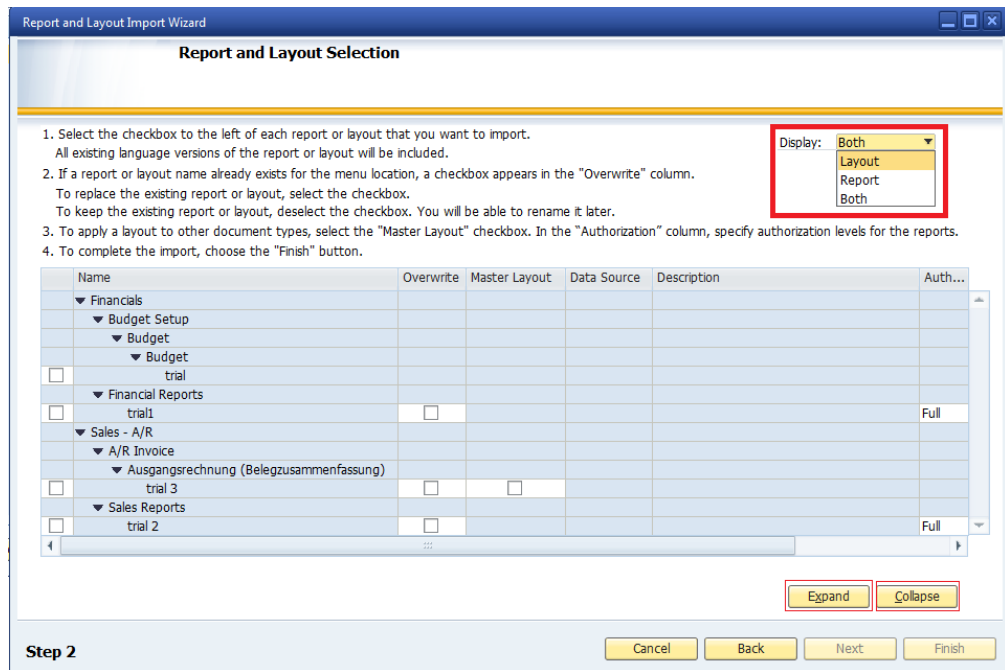 Report and Layout Import Wizard
Report and Layout Selection
1. Select the checkbox to the left of each report or layout that you want to import.
All existing language versions of the report or layout will be included.
2. If a report or layout name already exists for the menu location, a checkbox appears in the "Overwrite" column.
To replace the existing report or layout, select the checkbox.
To keep the existing report or layout, deselect the checkbox. You will be able to rename it later.
3. To apply a layout to other document types, select the "Master Layout" checkbox. In the "Authorization" column, specify authorization levels for the reports.
4. To complete the import, choose the "Finish" button.
Display: Both
Layout
Report
Both
Name Overwrite Master Layout Data Source Description Auth...
Financials
Budget Setup
Budget
Budget
trial
Financial Reports
trial1 Full
Sales - A/R
A/R Invoice
Ausgangsrechnung (Belegzusammenfassung)
trial 3
Sales Reports
trial 2 Full
Expand Collapse
Step 2 Cancel Back Next Finish